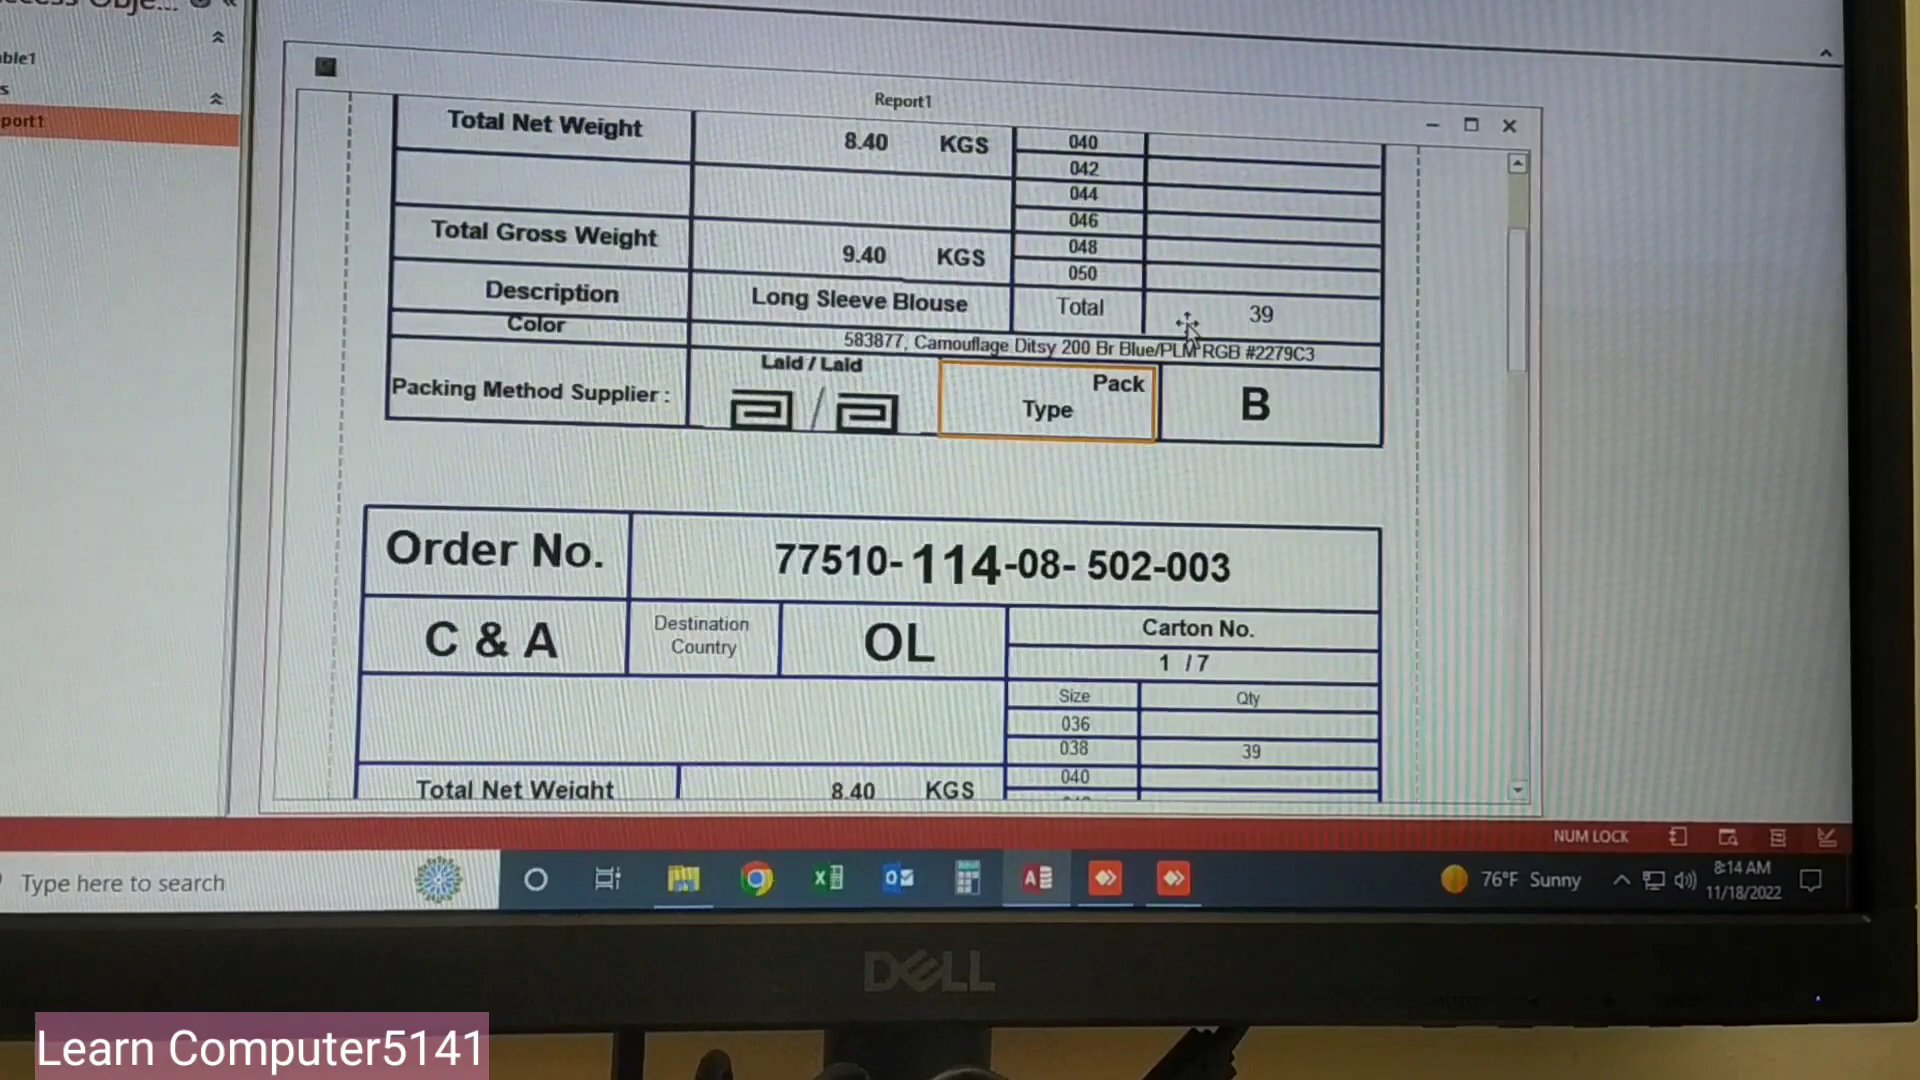 ess Obje...
ble1
s
port1
Report1
Total Net Weight 8.40 KGS 040
042
044
046
Total Gross Weight 9.40 KGS 048
050
Description Long Sleeve Blouse Total 39
Color 583877, Camouflage Ditsy 200 Br Blue/PLM RGB #2279C3
Packing Method Supplier : Laid / Laid Pack Type B
Order No. 77510- 114-08- 502-003
C & A Destination Country OL Carton No.
1 / 7
Size Qty
036
038 39
040
Total Net Weight 8.40 KGS
NUM LOCK
Type here to search
76°F Sunny
8:14 AM
11/18/2022
DELL
Learn Computer5141